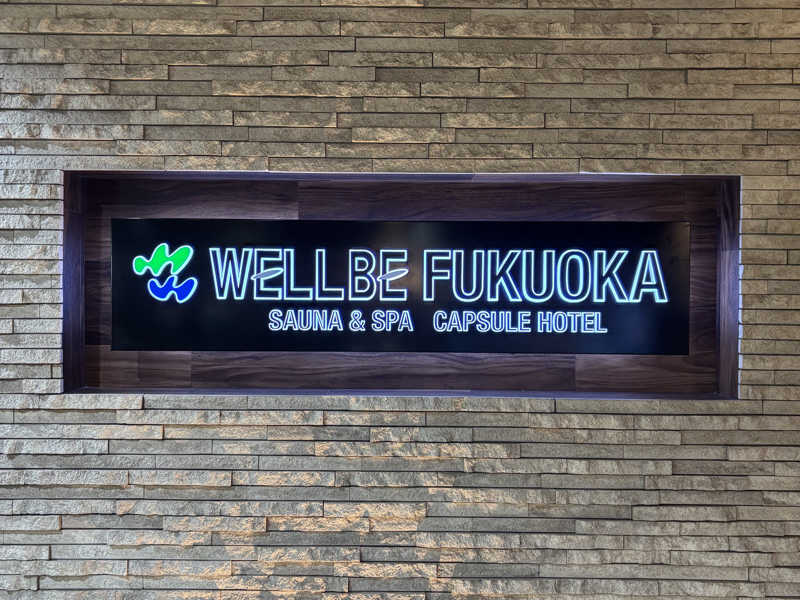 WELLBE FUKUOKA
SAUNA & SPA CAPSULE HOTEL